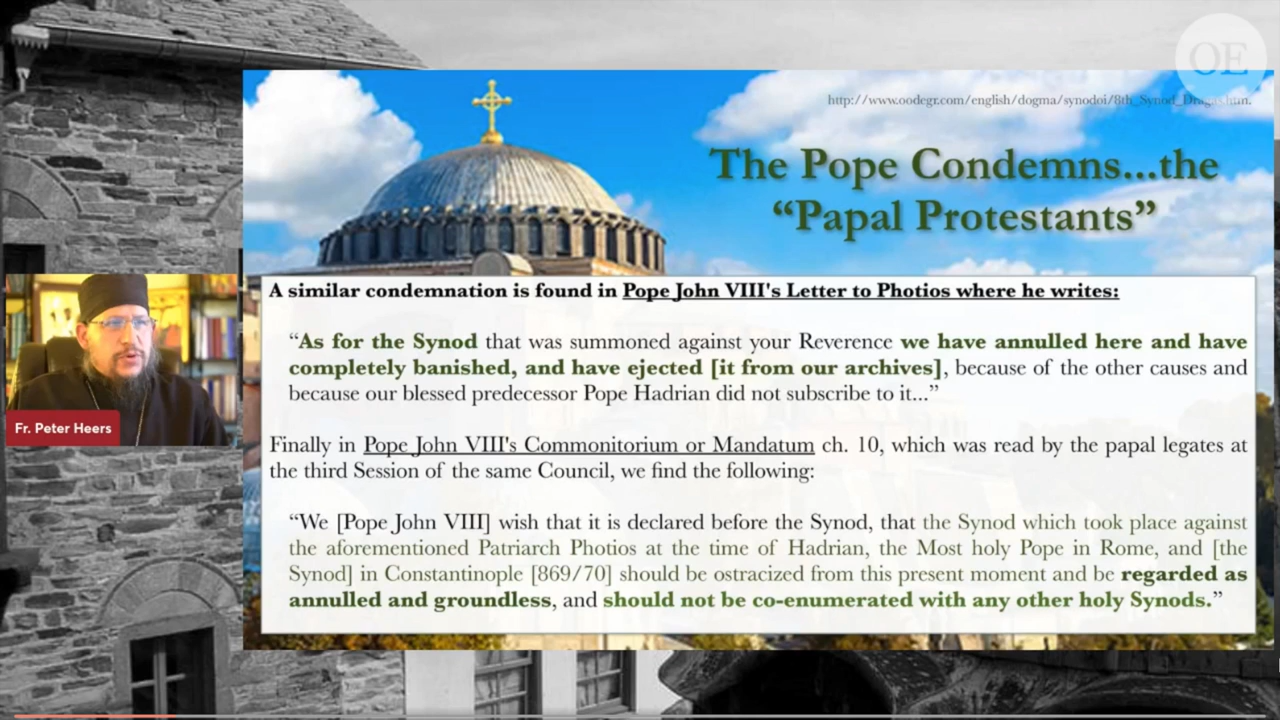 OE
http://www.oodegr.com/english/dogma/synodoi/8th_Synod_Dragas.htm.
The Pope Condemns...the
“Papal Protestants”
A similar condemnation is found in Pope John VIII's Letter to Photios where he writes:
“As for the Synod that was summoned against your Reverence we have annulled here and have
completely banished, and have ejected [it from our archives], because of the other causes and
because our blessed predecessor Pope Hadrian did not subscribe to it...”
Finally in Pope John VIII's Commonitorium or Mandatum ch. 10, which was read by the papal legates at
the third Session of the same Council, we find the following:
“We [Pope John VIII] wish that it is declared before the Synod, that the Synod which took place against
the aforementioned Patriarch Photios at the time of Hadrian, the Most holy Pope in Rome, and [the
Synod] in Constantinople [869/70] should be ostracized from this present moment and be regarded as
annulled and groundless, and should not be co-enumerated with any other holy Synods.”
Fr. Peter Heers